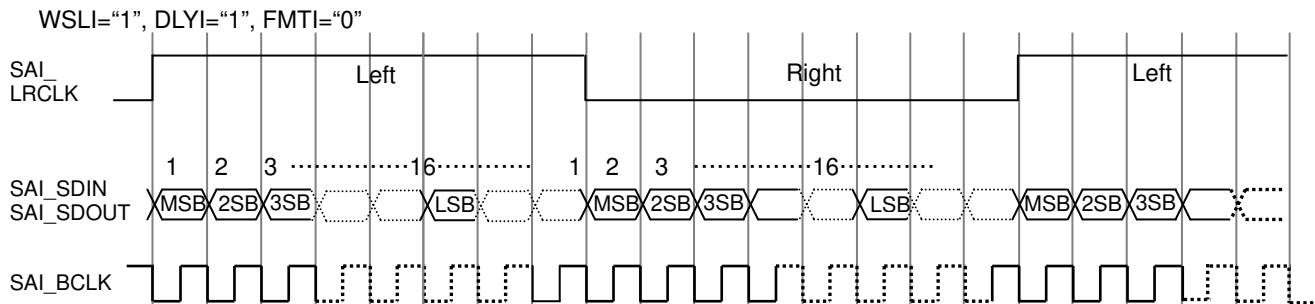 WSLI=“1”, DLYI=“1”, FMTI=“0”
SAI_
LRCLK
Left Right Left
1 2 3 16 1 2 3 16
SAI_SDIN
SAI_SDOUT
MSB 2SB 3SB LSB MSB 2SB 3SB LSB MSB 2SB 3SB
SAI_BCLK